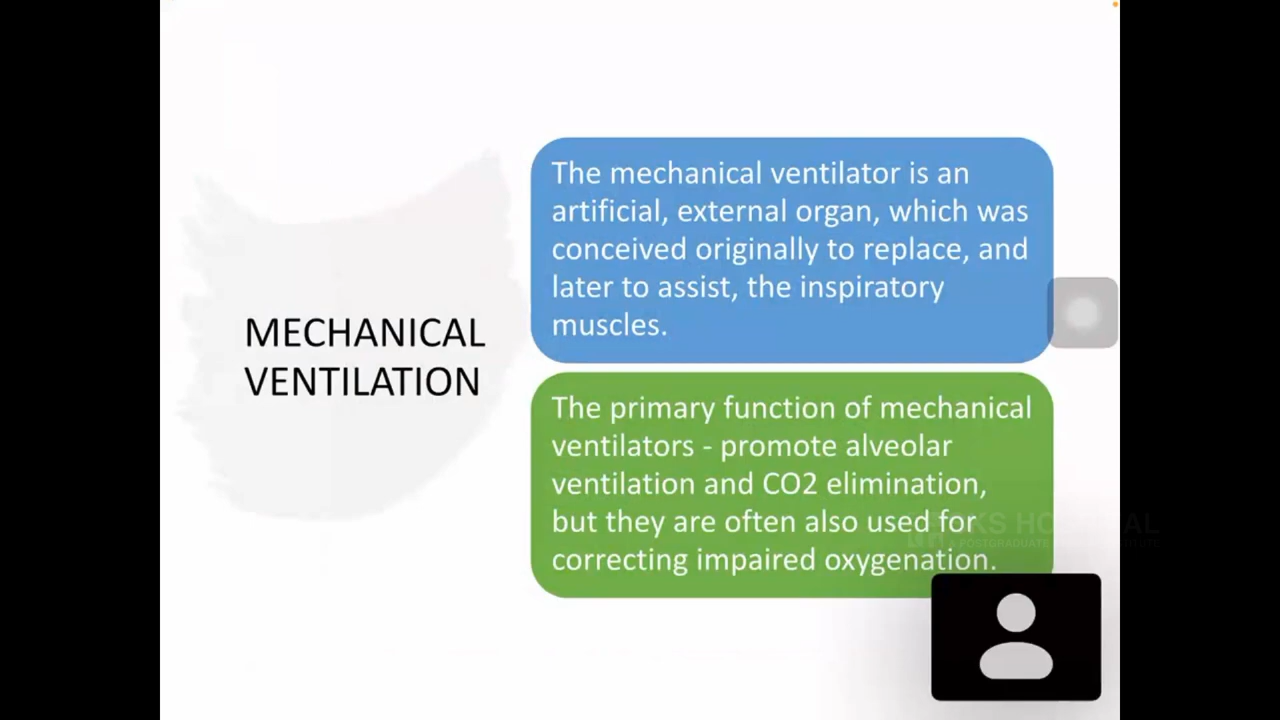 MECHANICAL
VENTILATION
The mechanical ventilator is an
artificial, external organ, which was
conceived originally to replace, and
later to assist, the inspiratory
muscles.
The primary function of mechanical
ventilators - promote alveolar
ventilation and CO2 elimination,
but they are often also used for
correcting impaired oxygenation.